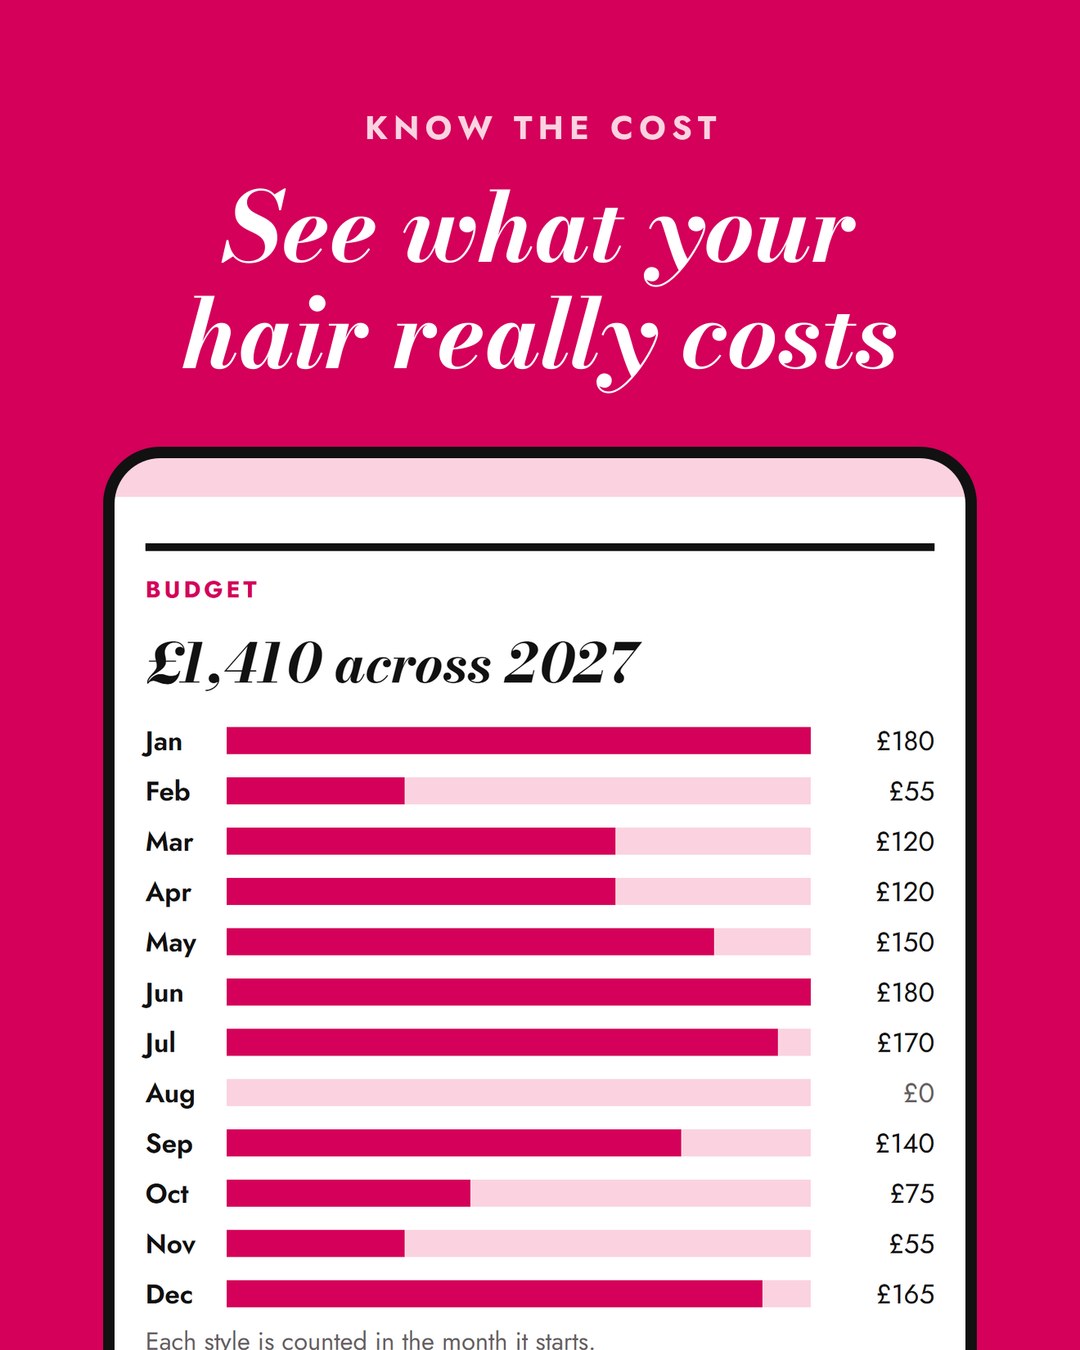 KNOW THE COST
See what your
hair really costs
BUDGET
£1,410 across 2027
Jan £180
Feb £55
Mar £120
Apr £120
May £150
Jun £180
Jul £170
Aug £0
Sep £140
Oct £75
Nov £55
Dec £165
Each style is counted in the month it starts.